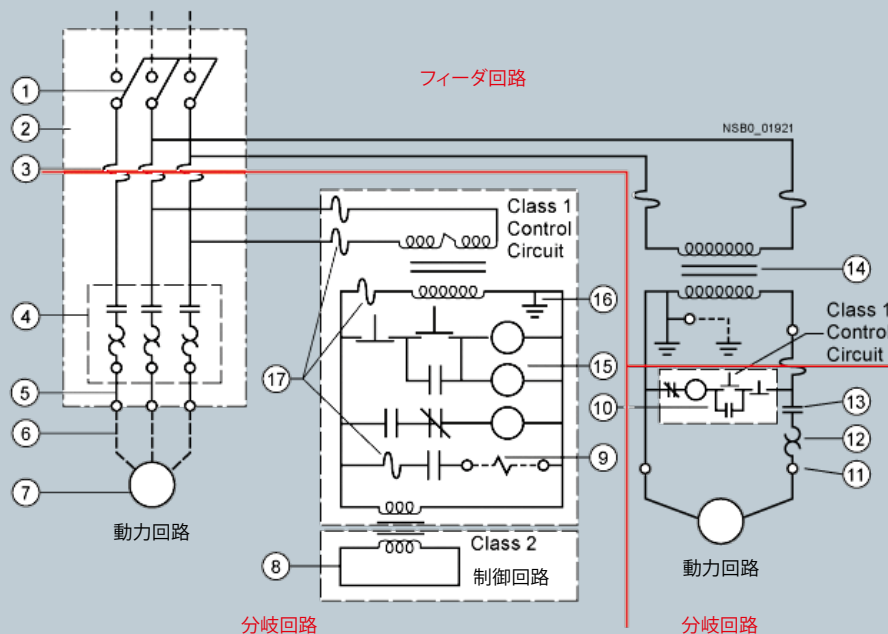 フィーダ回路
NSB0_01921
1
2
3
4
5
6
7
動力回路
Class 1
Control
Circuit
16
17
15
9
8
Class 2
制御回路
14
Class 1
Control
Circuit
10
13
12
11
動力回路
分岐回路
分岐回路